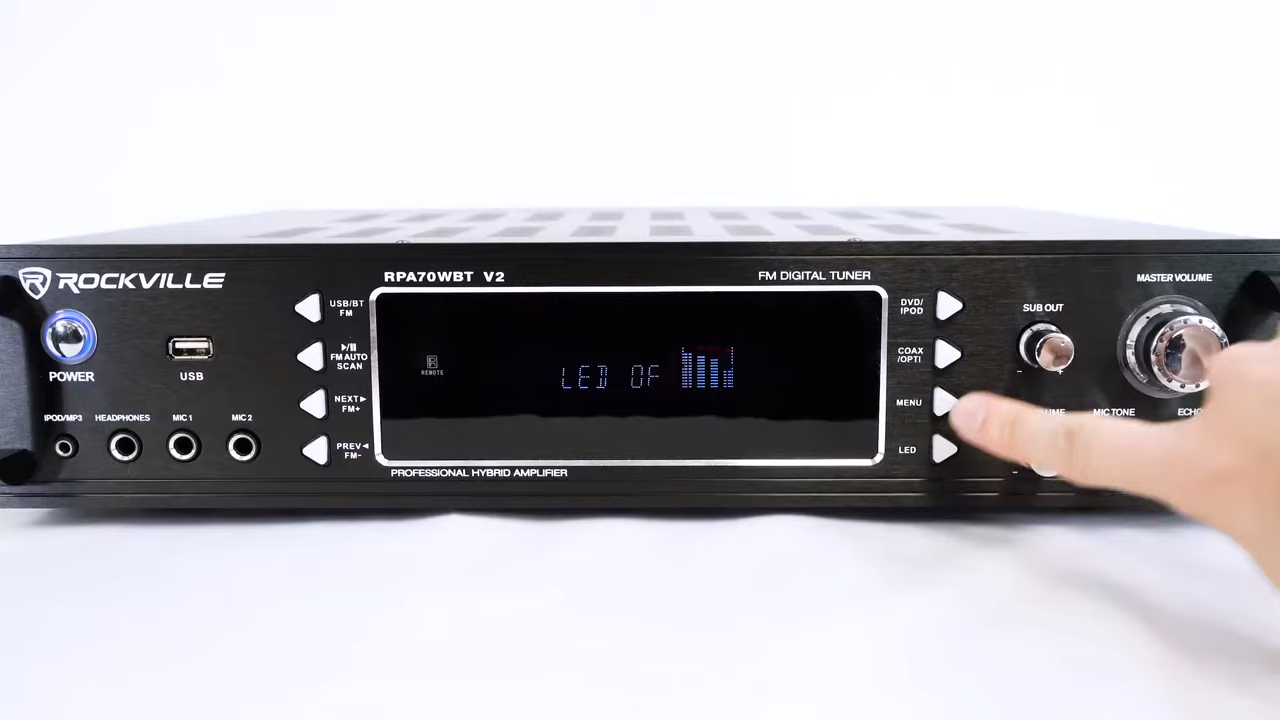 ROCKVILLE
RPA70WBT V2
FM DIGITAL TUNER
MASTER VOLUME
POWER
USB
IPOD/MP3
HEADPHONES
MIC 1
MIC 2
USB/BT
FM
FM AUTO
SCAN
NEXT
FM+
PREV
FM-
REMOTE
LED OF
DVD/
IPOD
COAX
/OPTI
MENU
LED
SUB OUT
- +
MIC TONE
PROFESSIONAL HYBRID AMPLIFIER